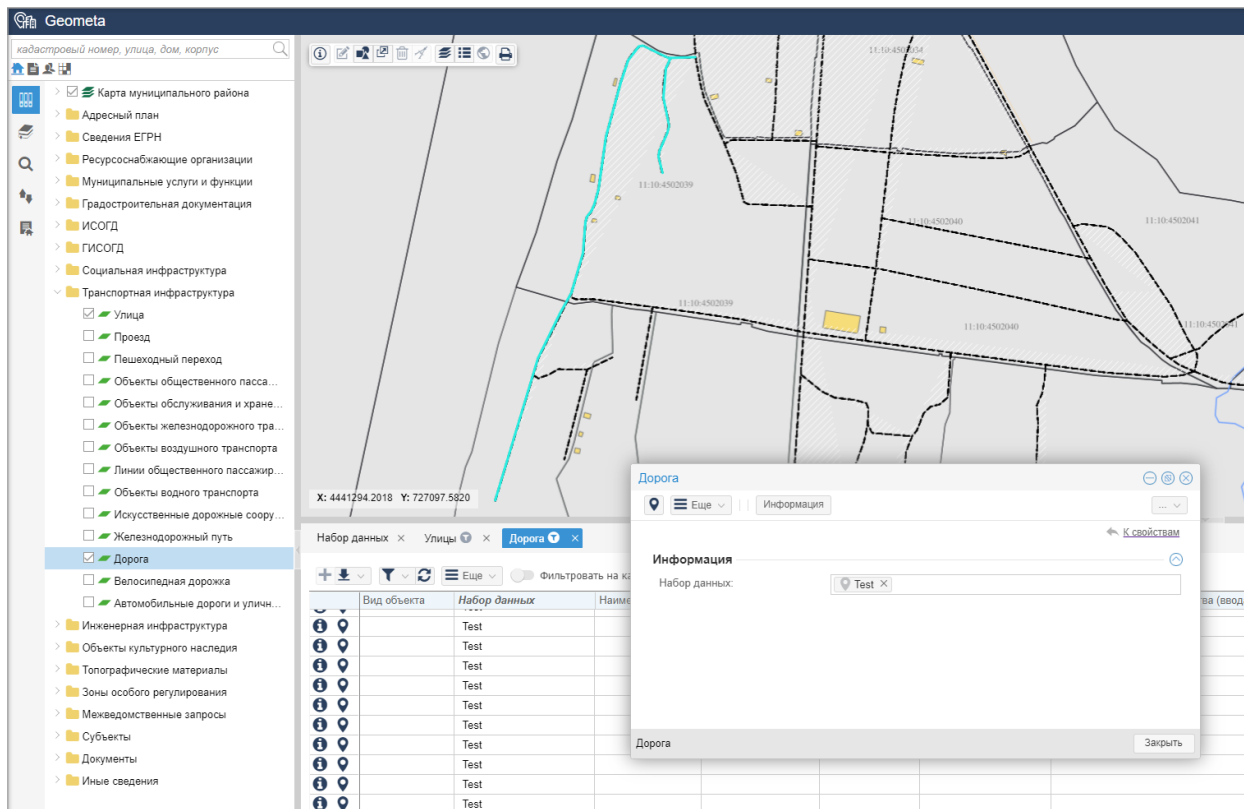 Geometa
кадастровый номер, улица, дом, корпус
Карта муниципального района
Адресный план
Сведения ЕГРН
Ресурсоснабжающие организации
Муниципальные услуги и функции
Градостроительная документация
ИСОГД
ГИСОГД
Социальная инфраструктура
Транспортная инфраструктура
Улица
Проезд
Пешеходный переход
Объекты общественного пасса...
Объекты обслуживания и хране...
Объекты железнодорожного тра...
Объекты воздушного транспорта
Линии общественного пассажир...
Объекты водного транспорта
Искусственные дорожные соору...
Железнодорожный путь
Дорога
Велосипедная дорожка
Автомобильные дороги и уличн...
Инженерная инфраструктура
Объекты культурного наследия
Топографические материалы
Зоны особого регулирования
Межведомственные запросы
Субъекты
Документы
Иные сведения
11:10:4502034
11:10:4502039
11:10:4502040
11:10:4502041
11:10:4502039
11:10:4502040
11:10:4502041
X: 4441294.2018 Y: 727097.5820
Набор данных
Улицы
Дорога
Еще
Фильтровать на ка
Вид объекта
Набор данных
Наиме
ва (ввода
Test
Test
Test
Test
Test
Test
Test
Test
Test
Test
Дорога
Еще
Информация
...
К свойствам
Информация
Набор данных:
Test
Дорога
Закрыть